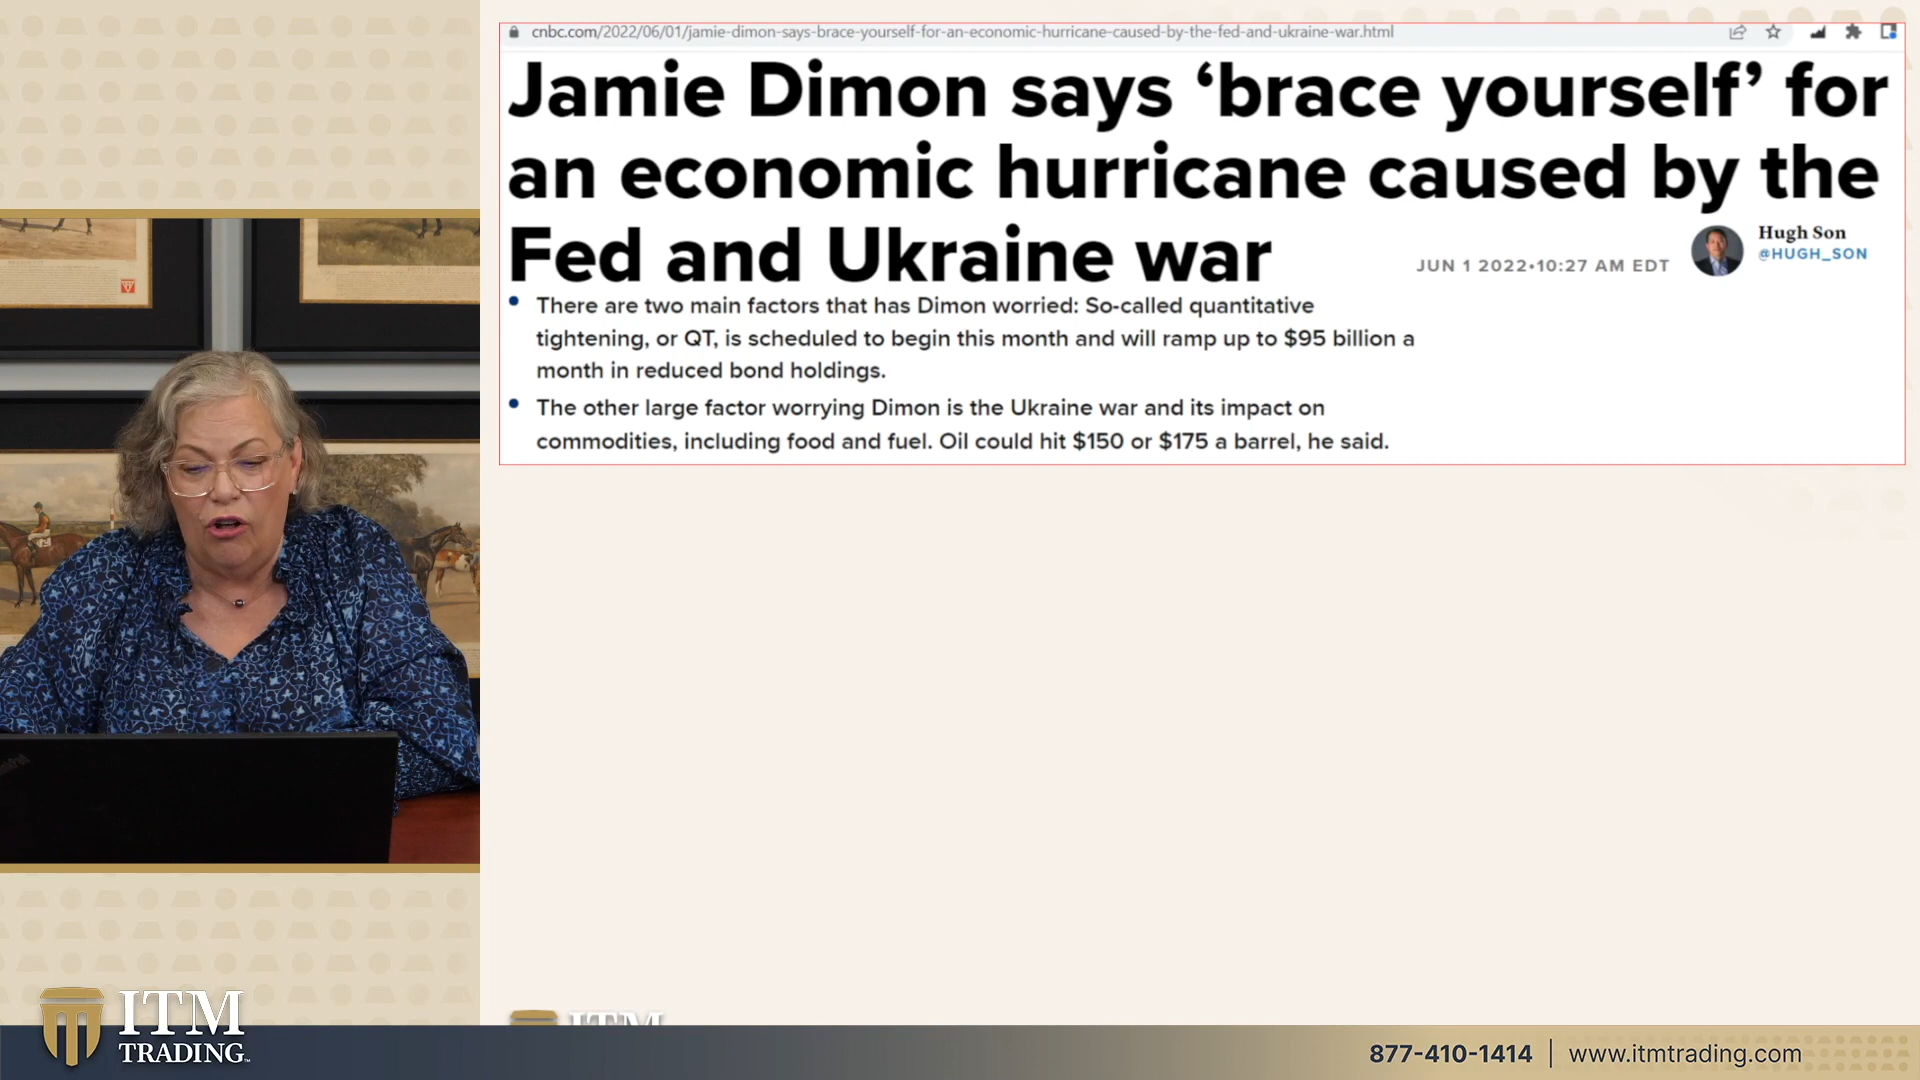 cnbc.com/2022/06/01/jamie-dimon-says-brace-yourself-for-an-economic-hurricane-caused-by-the-fed-and-ukraine-war.html
Jamie Dimon says ‘brace yourself’ for
an economic hurricane caused by the
Fed and Ukraine war
JUN 1 2022•10:27 AM EDT
Hugh Son
@HUGH_SON
• There are two main factors that has Dimon worried: So-called quantitative
tightening, or QT, is scheduled to begin this month and will ramp up to $95 billion a
month in reduced bond holdings.
• The other large factor worrying Dimon is the Ukraine war and its impact on
commodities, including food and fuel. Oil could hit $150 or $175 a barrel, he said.
ITM
TRADING™
ITM
877-410-1414 | www.itmtrading.com